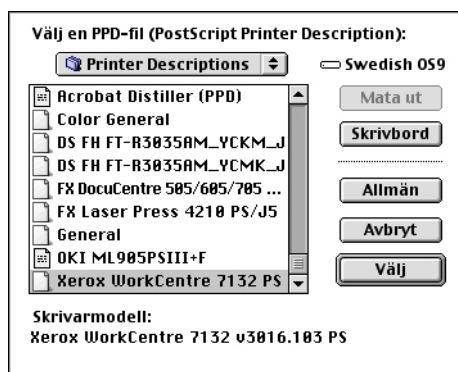 Välj en PPD-fil (PostScript Printer Description):
Printer Descriptions
Swedish OS9
Acrobat Distiller (PPD)
Color General
DS FH FT-R3035AM_YCKM_J
DS FH FT-R3035AM_YCMK_J
FX DocuCentre 505/605/705 ...
FX Laser Press 4210 PS/J5
General
OKI ML905PSIII+F
Xerox WorkCentre 7132 PS
Mata ut
Skrivbord
Allmän
Avbryt
Välj
Skrivarmodell:
Xerox WorkCentre 7132 v3016.103 PS